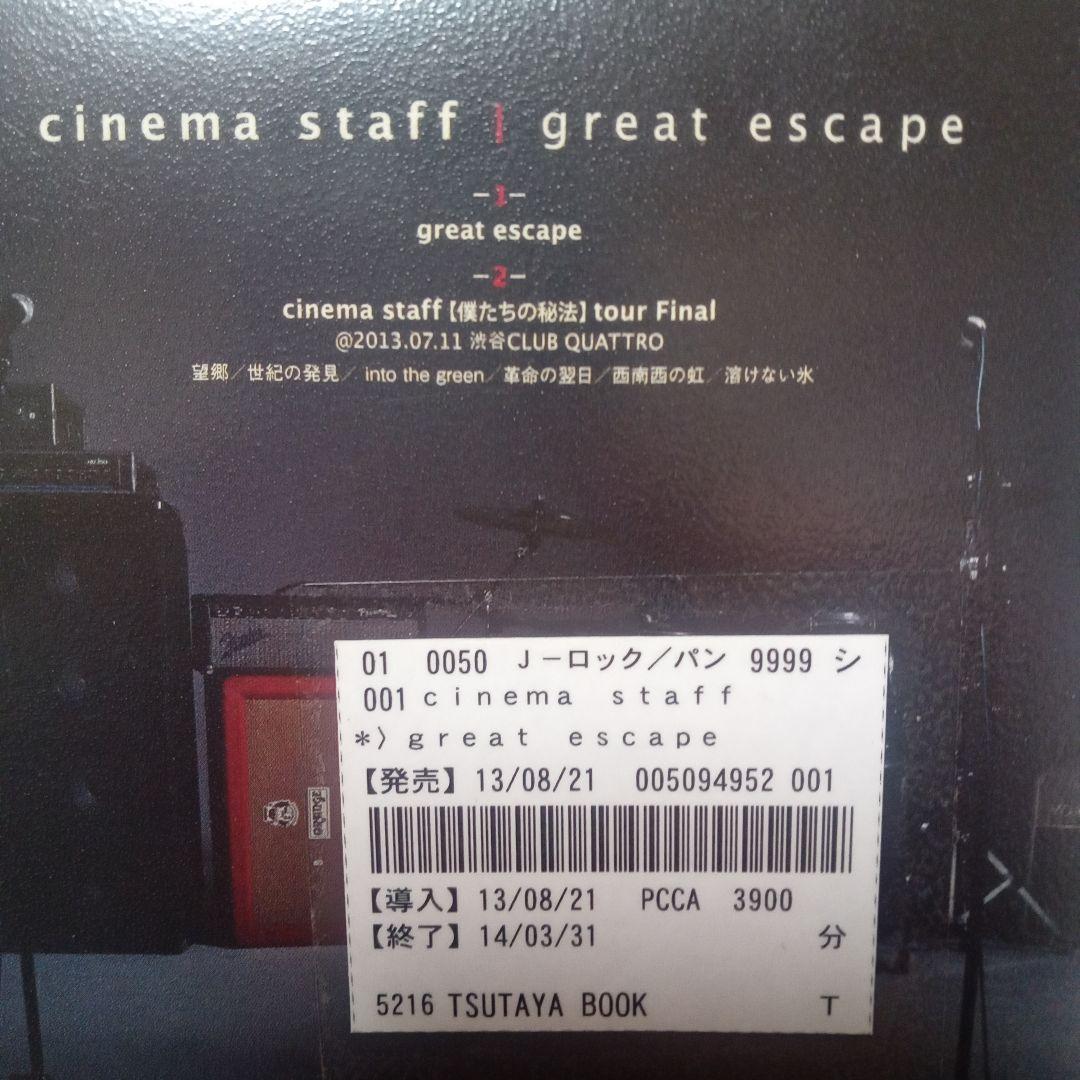 cinema staff | great escape
-1-
great escape
-2-
cinema staff【僕たちの秘法】tour Final
@2013.07.11 渋谷CLUB QUATTRO
望郷／世紀の発見／ into the green／革命の翌日／西南西の虹／溶けない氷
orange
01 0050 Jーロック／パン 9999 シ
001 cinema staff
*〉great escape
【発売】 13/08/21 005094952 001
【導入】 13/08/21 PCCA 3900
【終了】 14/03/31 分
5216 TSUTAYA BOOK T